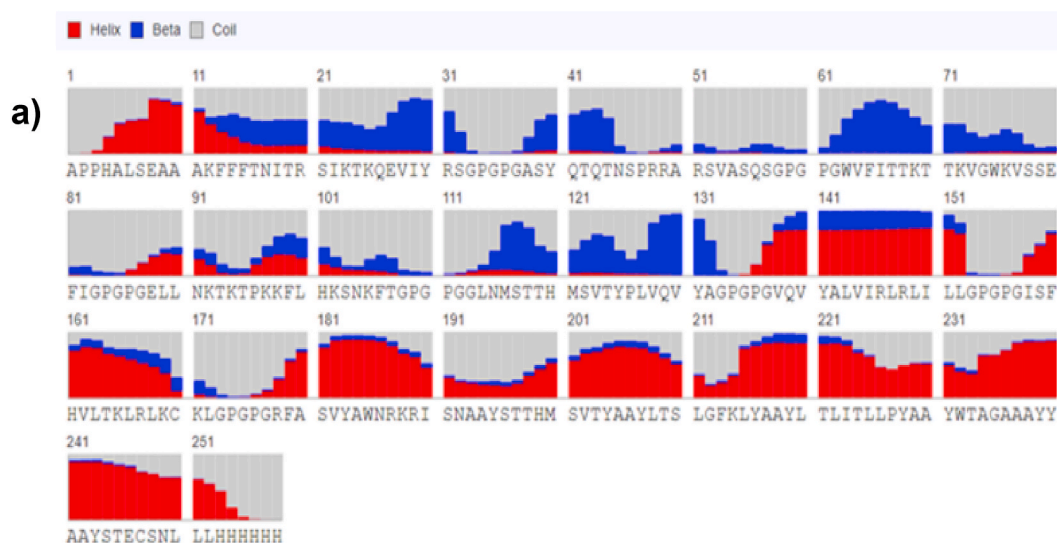 Helix Beta Coil
a)
1 11 21 31 41 51 61 71
APPHALSEAA AKFFFTNITR SIKTKQEVIY RSGPGPGASY QTQTNSPRRA RSVASQSGPG PGWVFITTKT TKVGWKVSSE
81 91 101 111 121 131 141 151
FIGPGPGELL NKTKTPKKFL HKSNKFTGPG PGGLNMSTTH MSVTYPLVQV YAGPGPGVQV YALVIRLRLI LLGPGPGISF
161 171 181 191 201 211 221 231
HVLTKLRLKC KLGPGPGRFA SVYAWNRKRI SNAAYSTTHM SVTYAAYLTS LGFKLYAAYL TLITLLPYAA YWTAGAAAYY
241 251
AAYSTECSNL LLHHHHHH